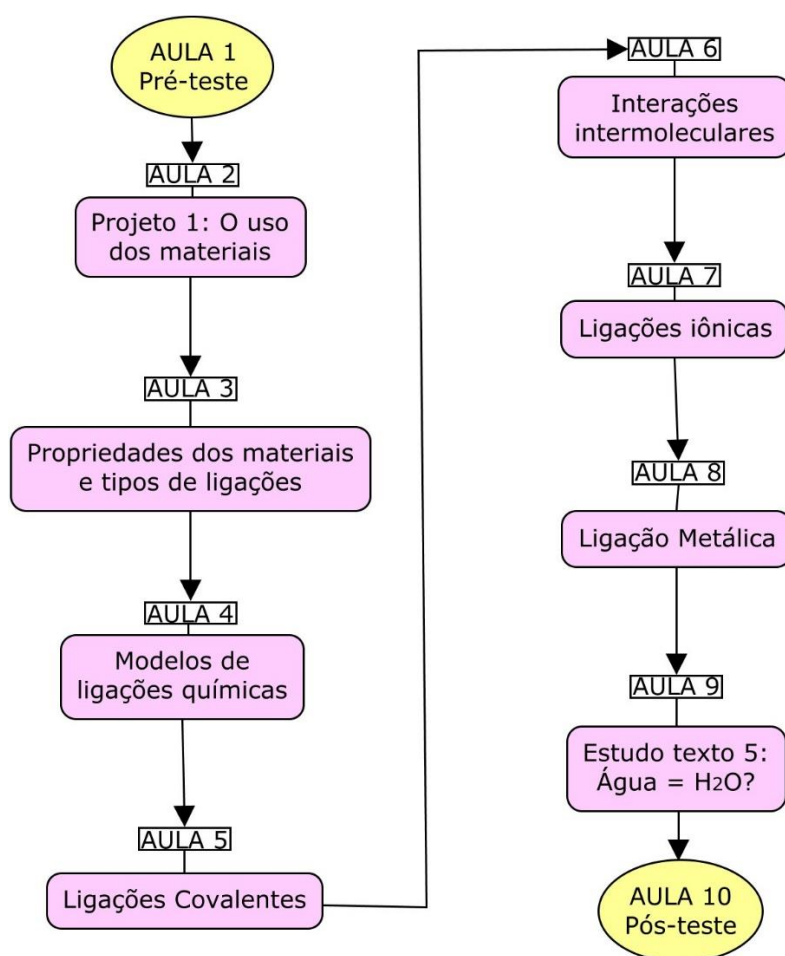 AULA 1
Pré-teste
AULA 2
Projeto 1: O uso
dos materiais
AULA 3
Propriedades dos materiais
e tipos de ligações
AULA 4
Modelos de
ligações químicas
AULA 5
Ligações Covalentes
AULA 6
Interações
intermoleculares
AULA 7
Ligações iônicas
AULA 8
Ligação Metálica
AULA 9
Estudo texto 5:
Água = H2O?
AULA 10
Pós-teste